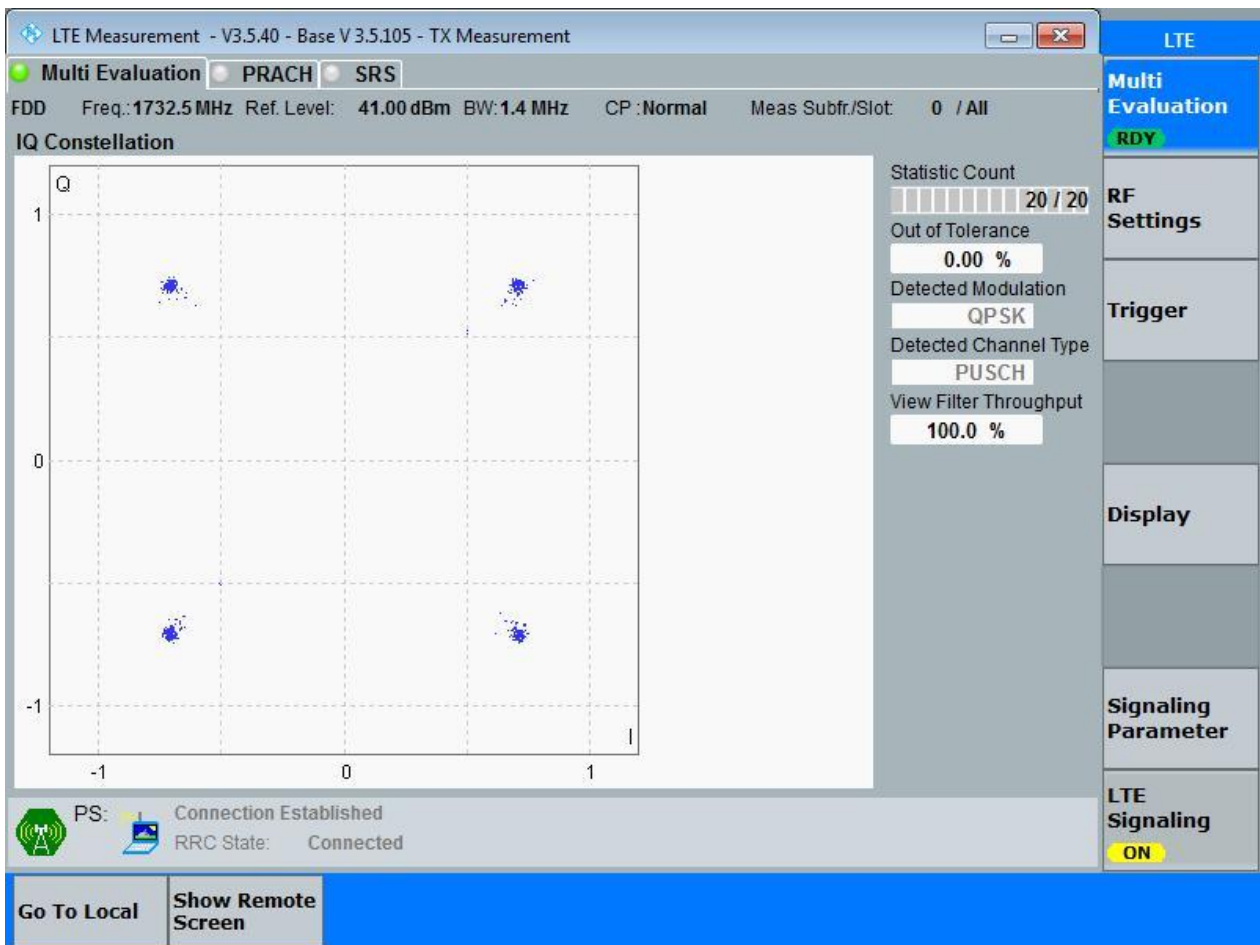 LTE Measurement - V3.5.40 - Base V 3.5.105 - TX Measurement
LTE
Multi Evaluation PRACH SRS
FDD Freq.: 1732.5 MHz Ref. Level: 41.00 dBm BW: 1.4 MHz CP : Normal Meas Subfr./Slot: 0 / All
IQ Constellation
Q
1
0
-1
I
-1 0 1
Statistic Count
20 / 20
Out of Tolerance
0.00 %
Detected Modulation
QPSK
Detected Channel Type
PUSCH
View Filter Throughput
100.0 %
Multi
Evaluation
RDY
RF
Settings
Trigger
Display
Signaling
Parameter
LTE
Signaling
ON
PS: Connection Established
RRC State: Connected
Go To Local
Show Remote
Screen